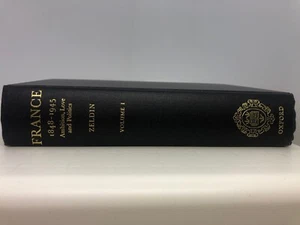 FRANCE
1848–1945
Ambition, Love
and Politics
ZELDIN
VOLUME I
OXFORD